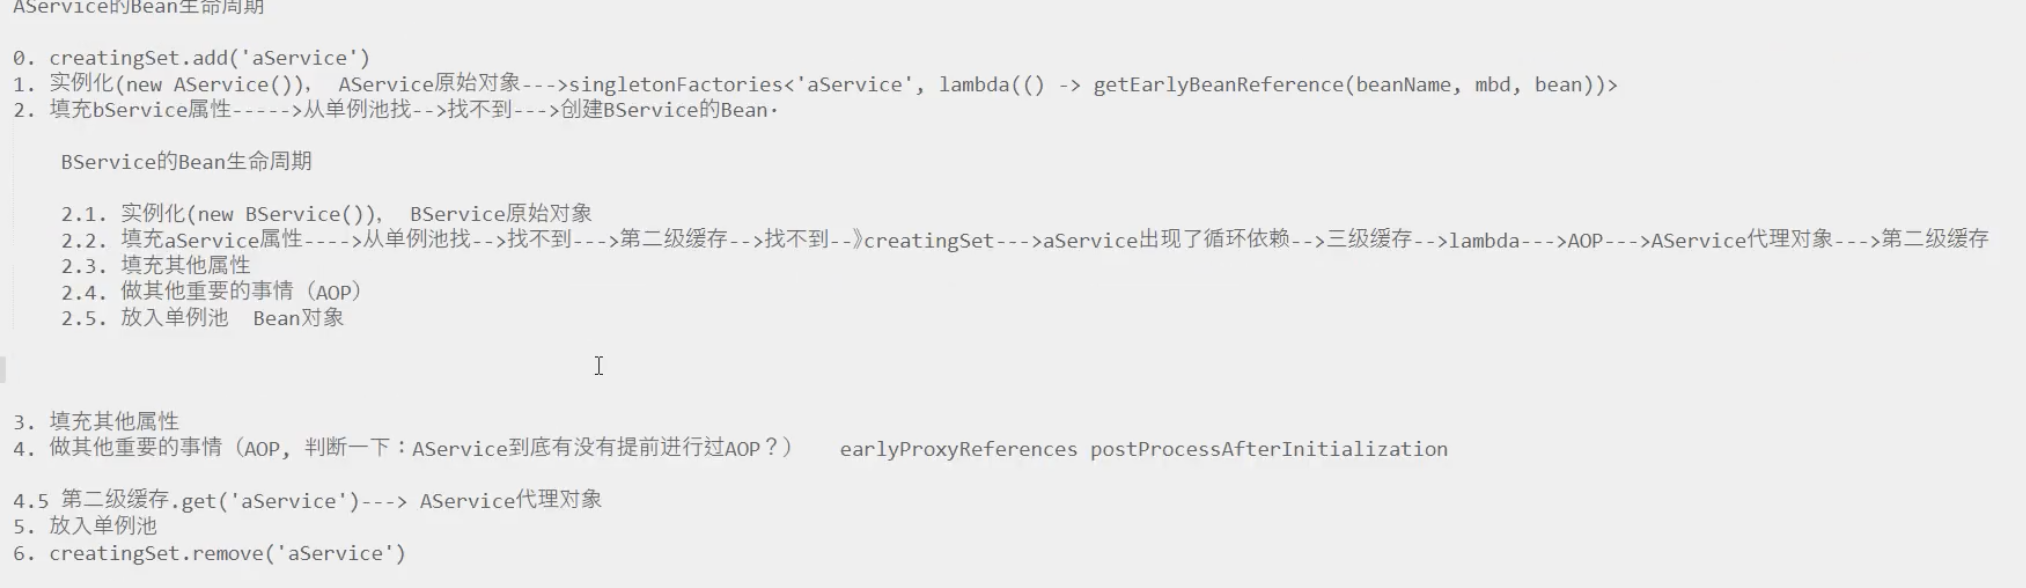 AService的Bean生命周期
0. creatingSet.add('aService')
1. 实例化(new AService()),  AService原始对象--->singletonFactories<'aService', lambda(() -> getEarlyBeanReference(beanName, mbd, bean))>
2. 填充bService属性----->从单例池找-->找不到--->创建BService的Bean·
BService的Bean生命周期
2.1. 实例化(new BService()),  BService原始对象
2.2. 填充aService属性---->从单例池找-->找不到--->第二级缓存-->找不到--》creatingSet--->aService出现了循环依赖-->三级缓存-->lambda--->AOP--->AService代理对象--->第二级缓存
2.3. 填充其他属性
2.4. 做其他重要的事情（AOP）
2.5. 放入单例池  Bean对象
3. 填充其他属性
4. 做其他重要的事情（AOP, 判断一下：AService到底有没有提前进行过AOP？）   earlyProxyReferences postProcessAfterInitialization
4.5 第二级缓存.get('aService')---> AService代理对象
5. 放入单例池
6. creatingSet.remove('aService')